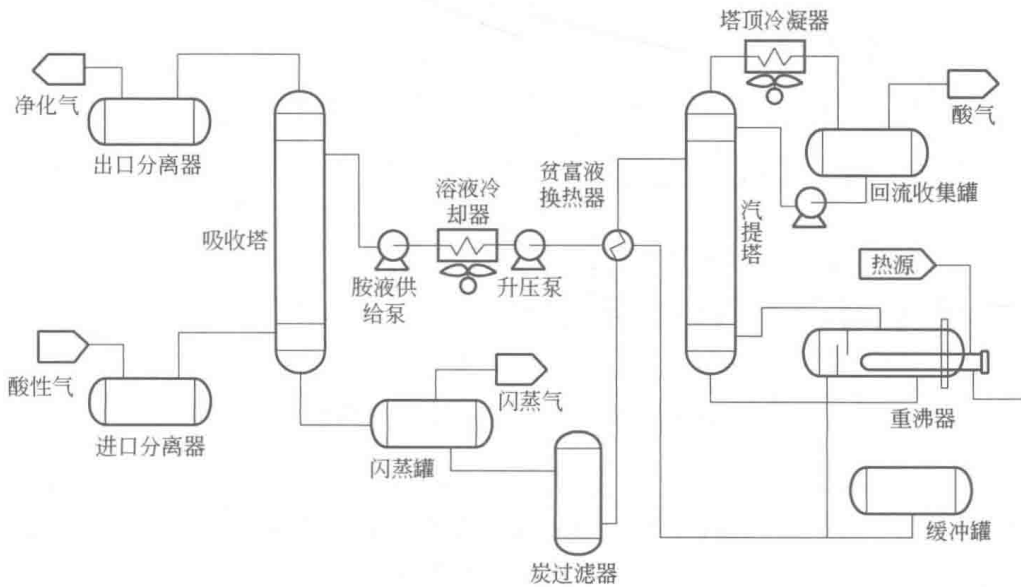 塔顶冷凝器
净化气
酸气
出口分离器
溶液冷
却器
贫富液
换热器
回流收集罐
吸收塔
汽提塔
热源
胺液供
给泵
升压泵
酸性气
闪蒸气
进口分离器
重沸器
闪蒸罐
缓冲罐
炭过滤器